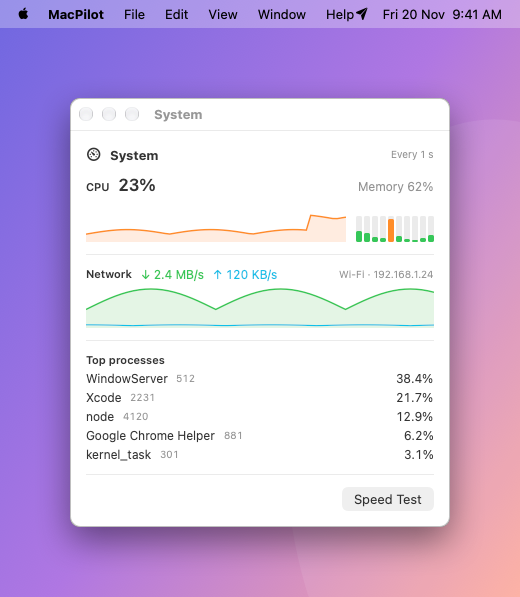 MacPilot File Edit View Window Help Fri 20 Nov 9:41 AM
System
System Every 1 s
CPU 23% Memory 62%
Network ↓ 2.4 MB/s ↑ 120 KB/s Wi-Fi · 192.168.1.24
Top processes
WindowServer 512 38.4%
Xcode 2231 21.7%
node 4120 12.9%
Google Chrome Helper 881 6.2%
kernel_task 301 3.1%
Speed Test